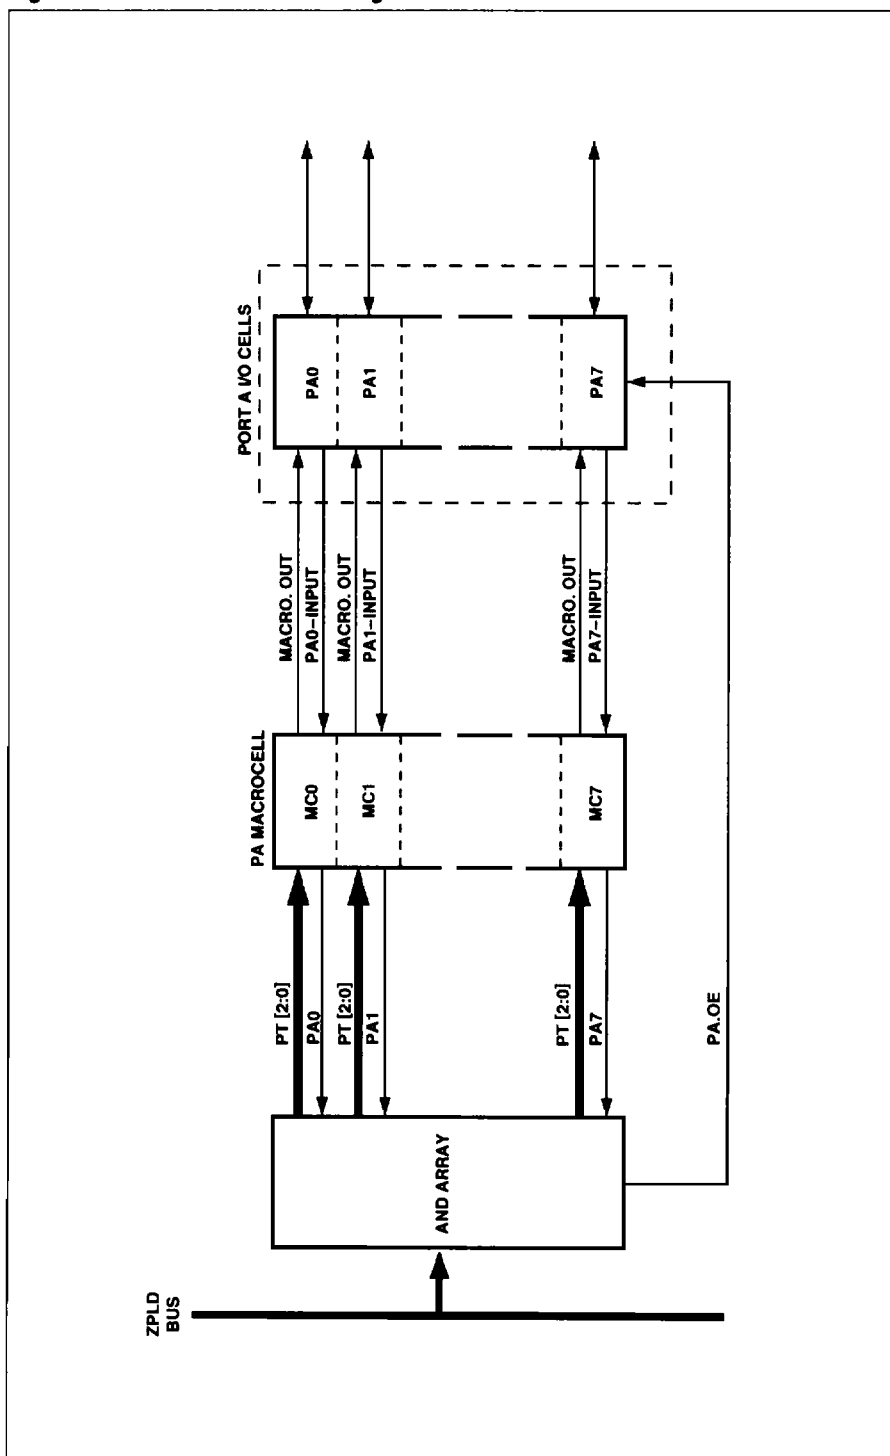 ZPLD
BUS
AND ARRAY
PT [2:0]
PA0
PT [2:0]
PA1
PT [2:0]
PA7
PA.OE
PA MACROCELL
MC0
MC1
MC7
MACRO. OUT
PA0–INPUT
MACRO. OUT
PA1–INPUT
MACRO. OUT
PA7–INPUT
PORT A I/O CELLS
PA0
PA1
PA7